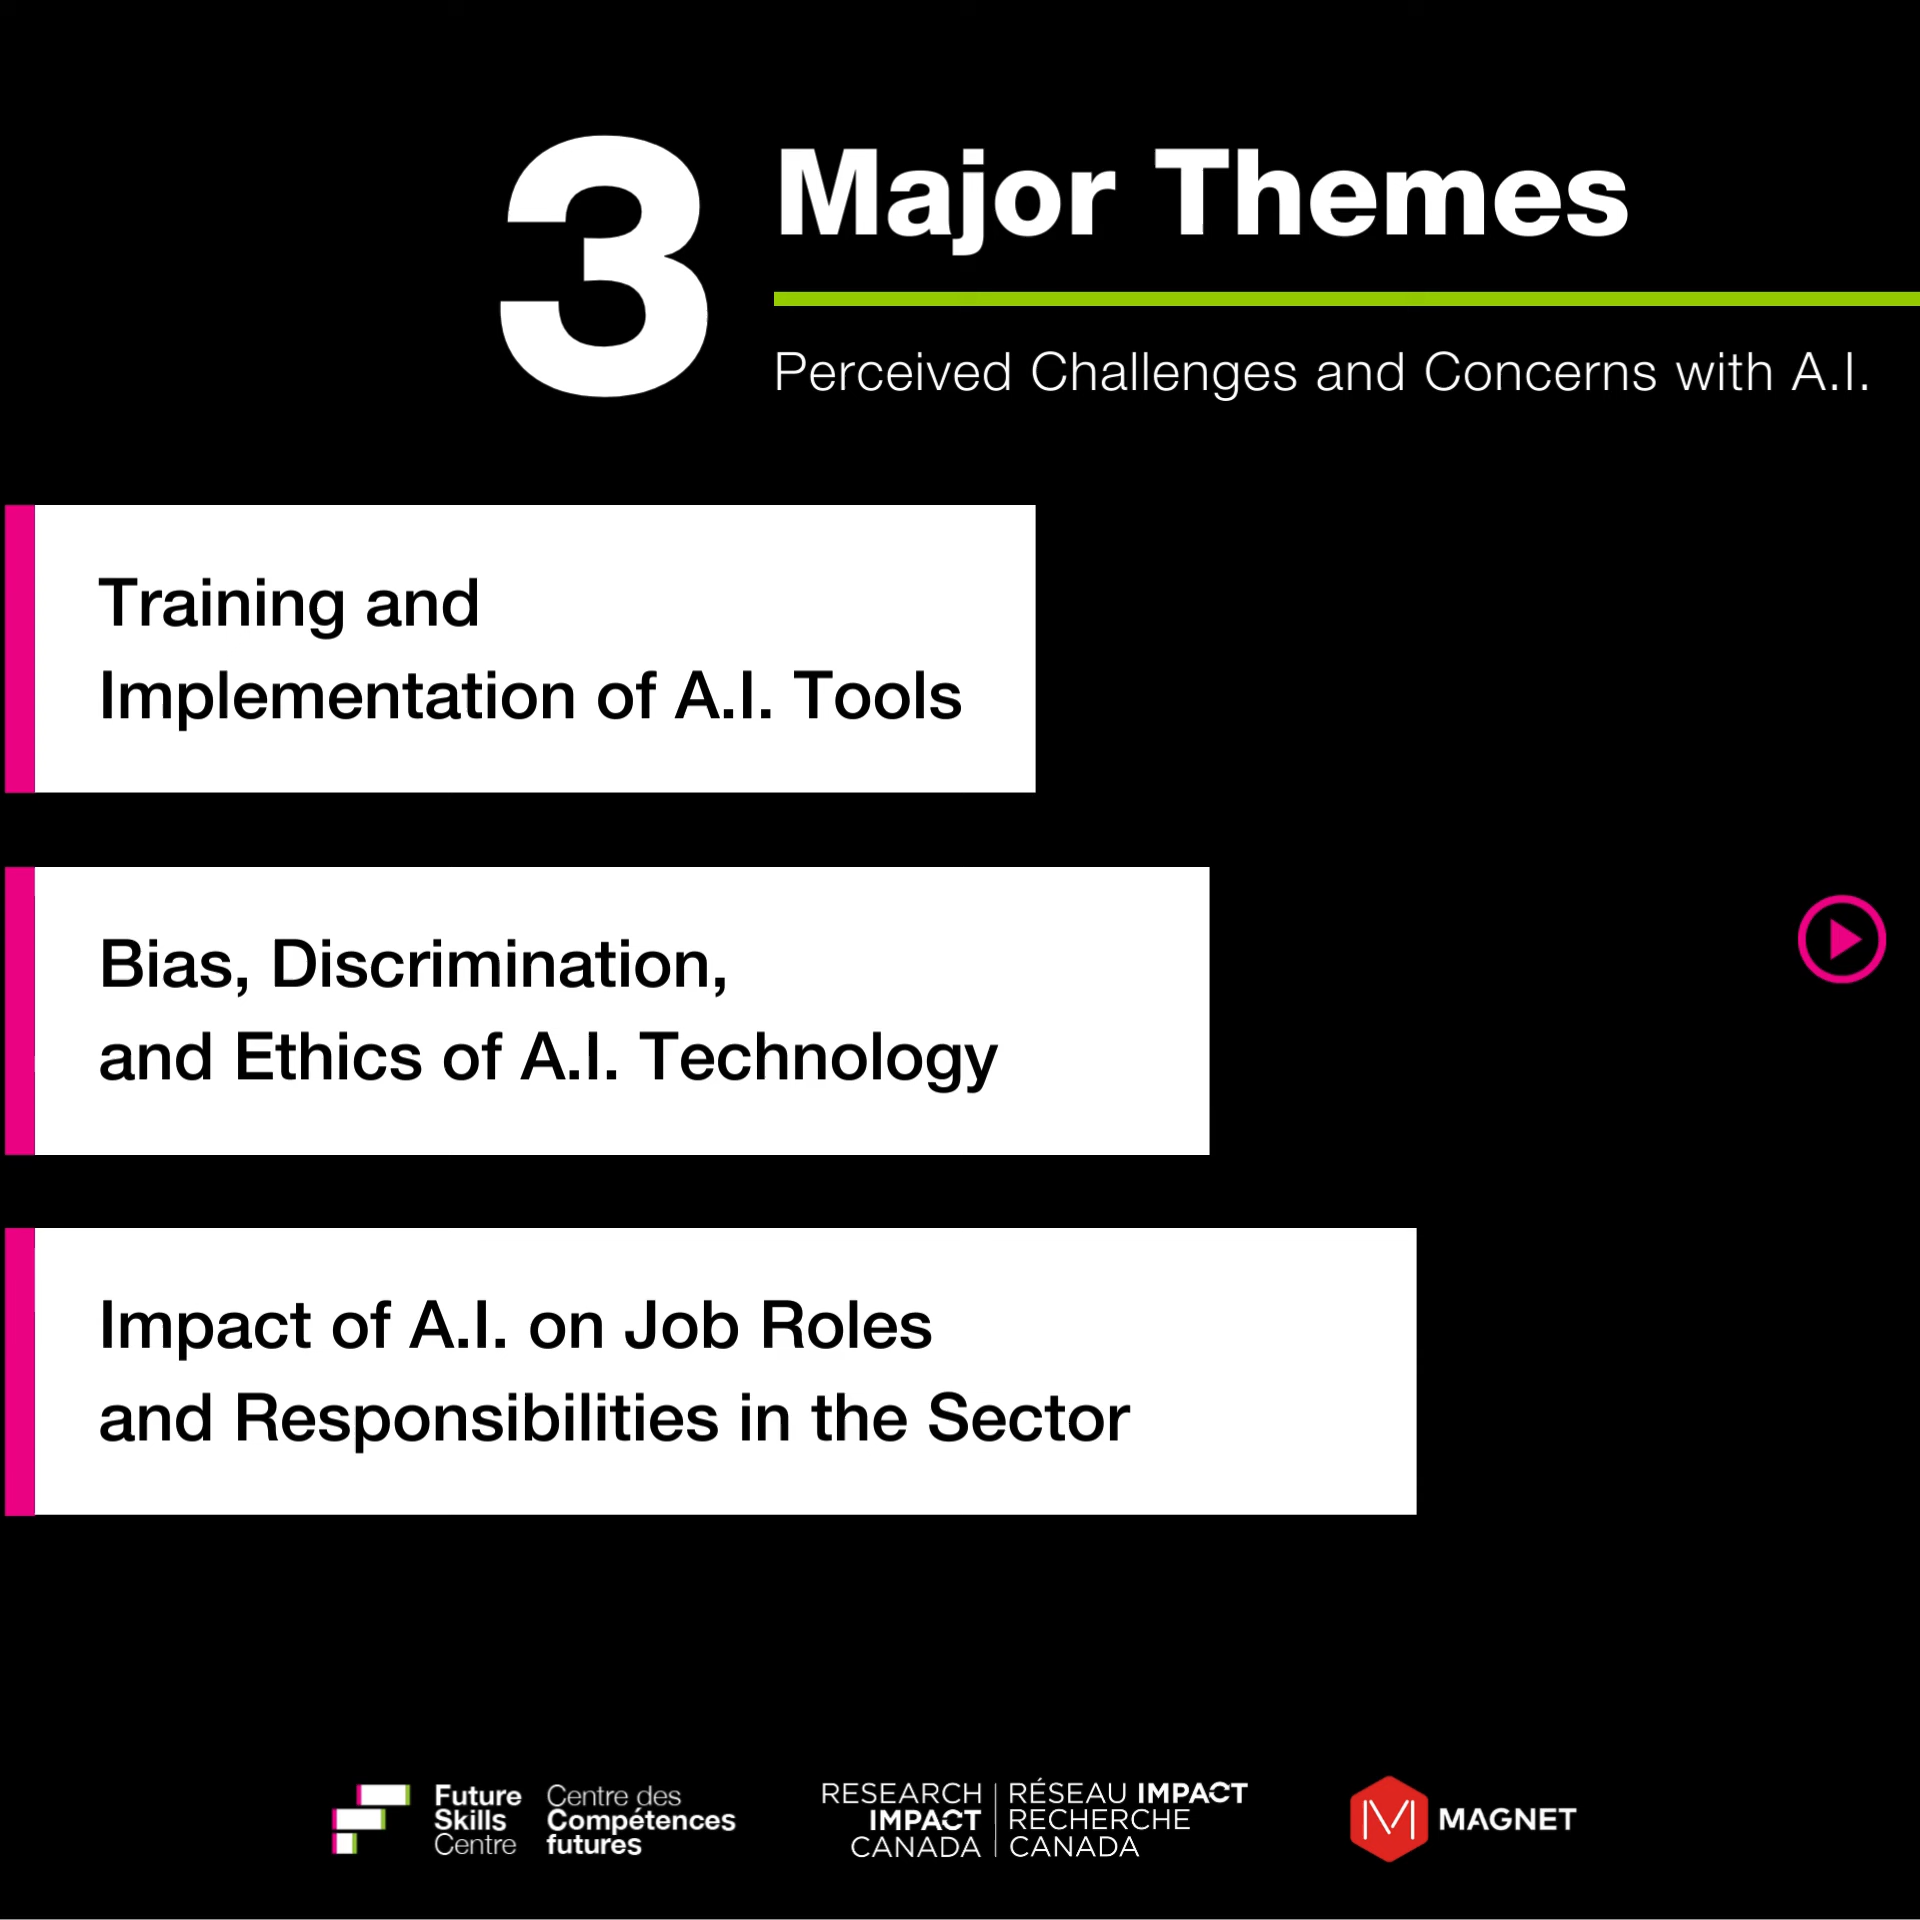 3 Major Themes
Perceived Challenges and Concerns with A.I.
Training and
Implementation of A.I. Tools
Bias, Discrimination,
and Ethics of A.I. Technology
Impact of A.I. on Job Roles
and Responsibilities in the Sector
Future
Skills
Centre
Centre des
Compétences
futures
RESEARCH
IMPACT
CANADA
RÉSEAU IMPACT
RECHERCHE
CANADA
M MAGNET